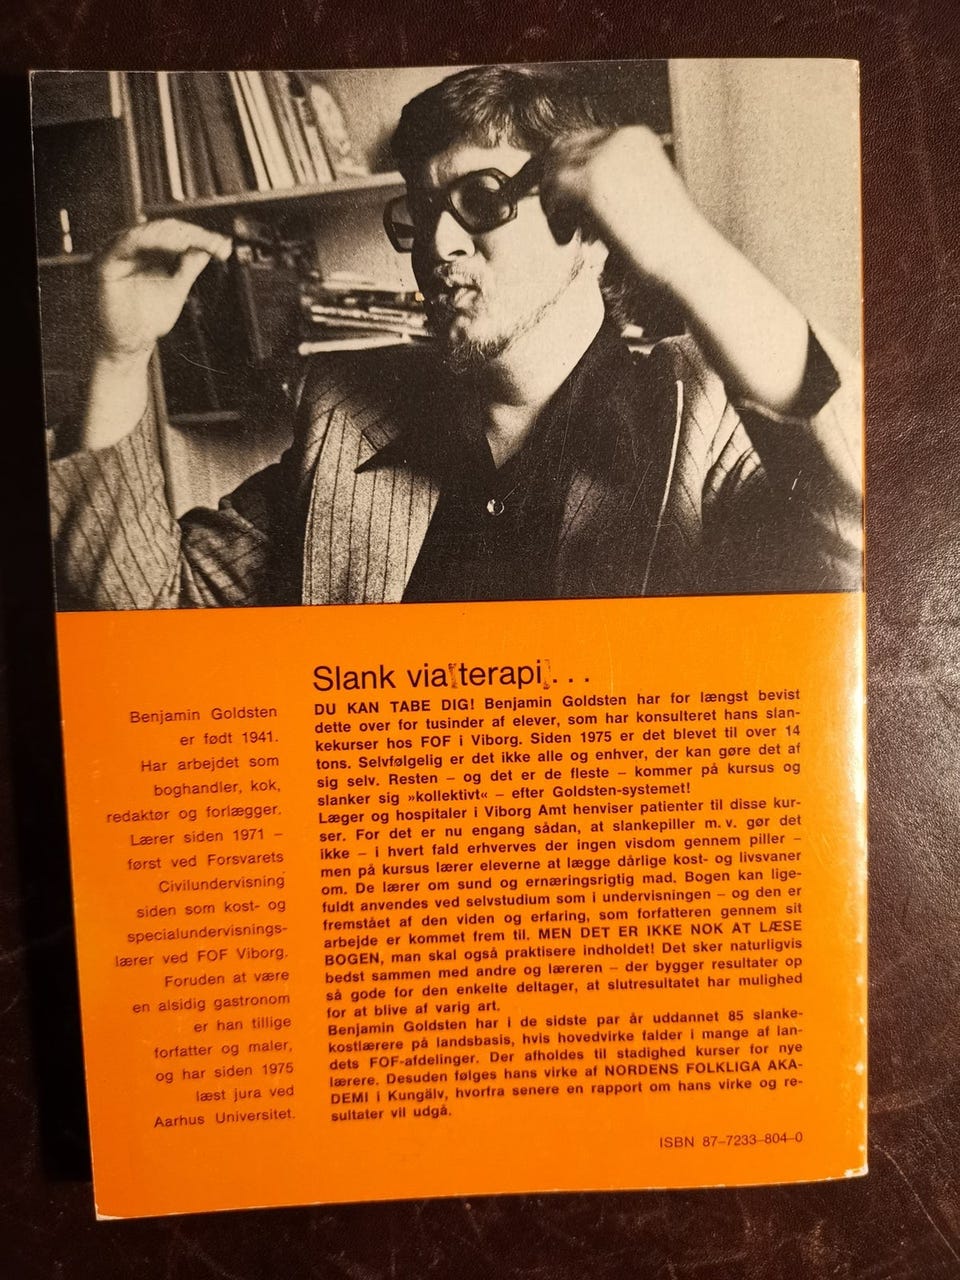 Benjamin Goldsten
er født 1941.
Har arbejdet som
boghandler, kok,
redaktør og forlægger.
Lærer siden 1971 –
først ved Forsvarets
Civilundervisning
siden som kost- og
specialundervisnings-
lærer ved FOF Viborg.
Foruden at være
en alsidig gastronom
er han tillige
forfatter og maler,
og har siden 1975
læst jura ved
Aarhus Universitet.
Slank via terapi . . .
DU KAN TABE DIG! Benjamin Goldsten har for længst bevist
dette over for tusinder af elever, som har konsulteret hans slan-
kekurser hos FOF i Viborg. Siden 1975 er det blevet til over 14
tons. Selvfølgelig er det ikke alle og enhver, der kan gøre det af
sig selv. Resten – og det er de fleste – kommer på kursus og
slanker sig »kollektivt« – efter Goldsten-systemet!
Læger og hospitaler i Viborg Amt henviser patienter til disse kur-
ser. For det er nu engang sådan, at slankepiller m. v. gør det
ikke – i hvert fald erhverves der ingen visdom gennem piller –
men på kursus lærer eleverne at lægge dårlige kost- og livsvaner
om. De lærer om sund og ernæringsrigtig mad. Bogen kan lige-
fuldt anvendes ved selvstudium som i undervisningen – og den er
fremstået af den viden og erfaring, som forfatteren gennem sit
arbejde er kommet frem til. MEN DET ER IKKE NOK AT LÆSE
BOGEN, man skal også praktisere indholdet! Det sker naturligvis
bedst sammen med andre og læreren – der bygger resultater op
så gode for den enkelte deltager, at slutresultatet har mulighed
for at blive af varig art.
Benjamin Goldsten har i de sidste par år uddannet 85 slanke-
kostlærere på landsbasis, hvis hovedvirke falder i mange af lan-
dets FOF-afdelinger. Der afholdes til stadighed kurser for nye
lærere. Desuden følges hans virke af NORDENS FOLKLIGA AKA-
DEMI i Kungälv, hvorfra senere en rapport om hans virke og re-
sultater vil udgå.
ISBN 87-7233-804-0